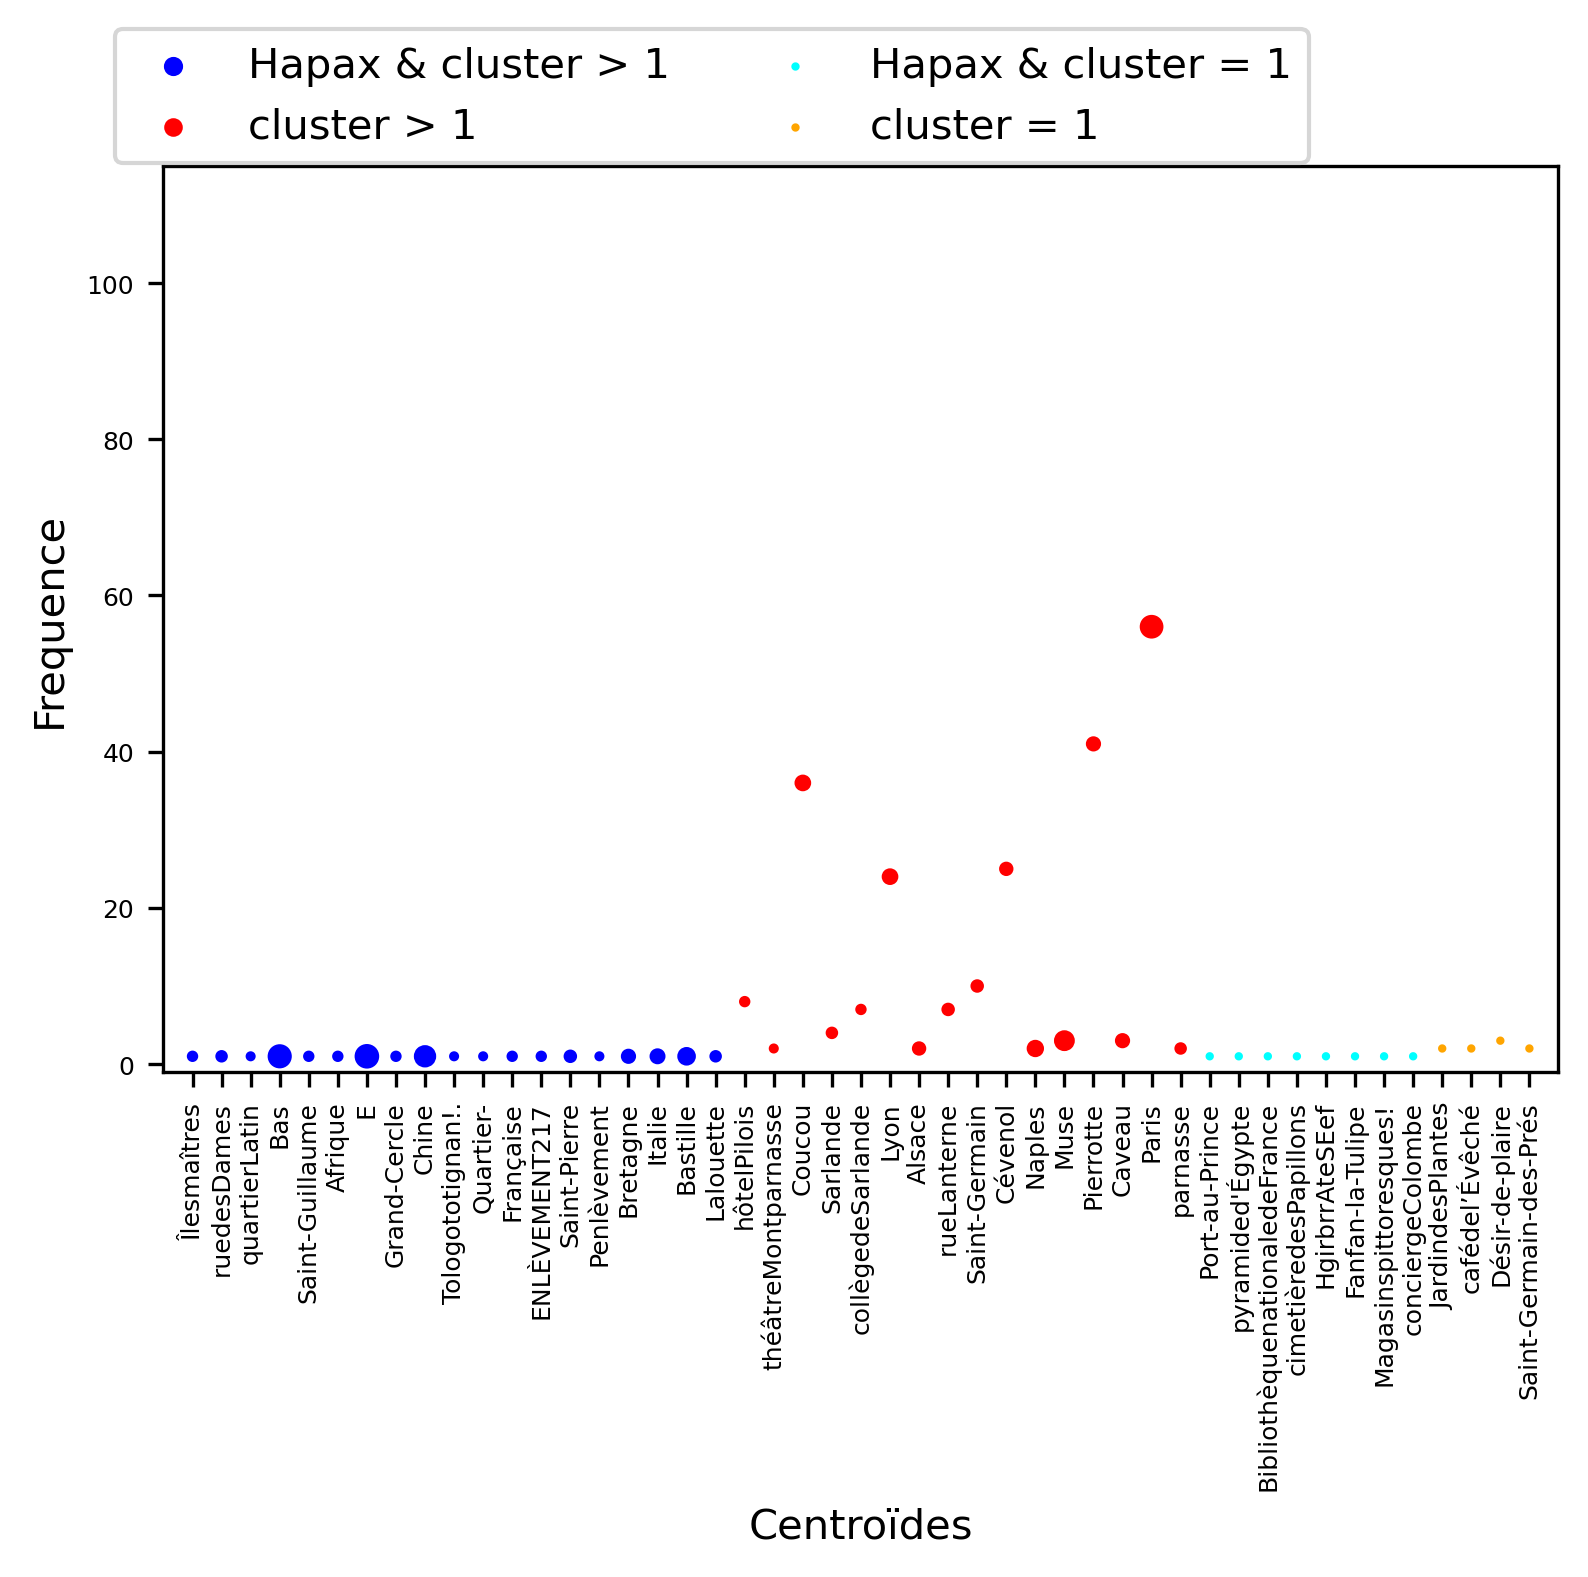 Hapax & cluster > 1
cluster > 1
Hapax & cluster = 1
cluster = 1
Frequence
100
80
60
40
20
0
Îlesmaîtres
ruedesDames
quartierLatin
Bas
Saint-Guillaume
Afrique
E
Grand-Cercle
Chine
Tologototignan!..
Quartier-
Française
ENLÈVEMENT217
Saint-Pierre
Penlèvement
Bretagne
Italie
Bastille
Lalouette
hôtelPilois
théâtreMontparnasse
Coucou
Sarlande
collègedeSarlande
Lyon
Alsace
rueLanterne
Saint-Germain
Cévenol
Naples
Muse
Pierrotte
Caveau
Paris
parnasse
Port-au-Prince
pyramided'Égypte
BibliothèquenationaledeFrance
cimetièredesPapillons
HgirbrrAteSEef
Fanfan-la-Tulipe
Magasinspittoresques!
conciergeColombe
JardindesPlantes
cafédel’Évêché
Désir-de-plaire
Saint-Germain-des-Prés
Centroïdes